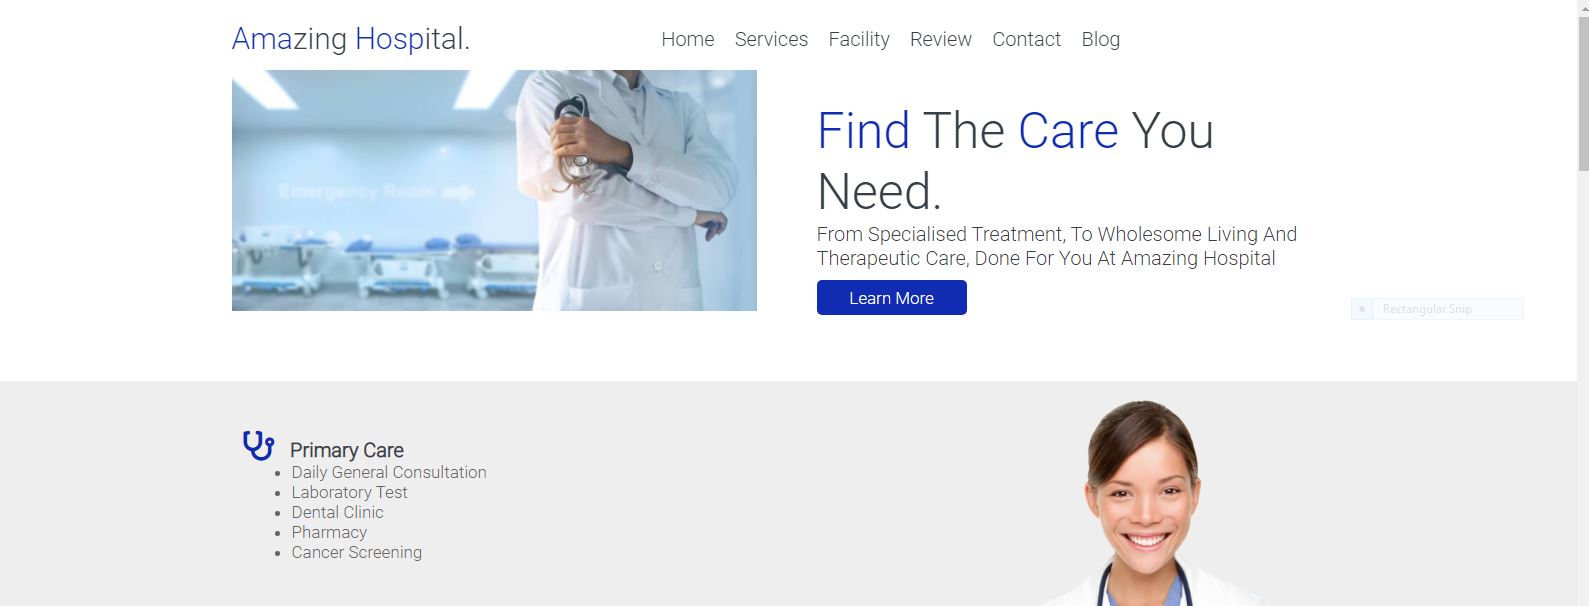 Amazing Hospital.
Home Services Facility Review Contact Blog
Emergency Room
Find The Care You
Need.
From Specialised Treatment, To Wholesome Living And
Therapeutic Care, Done For You At Amazing Hospital
Learn More
Rectangular Snip
Primary Care
Daily General Consultation
Laboratory Test
Dental Clinic
Pharmacy
Cancer Screening